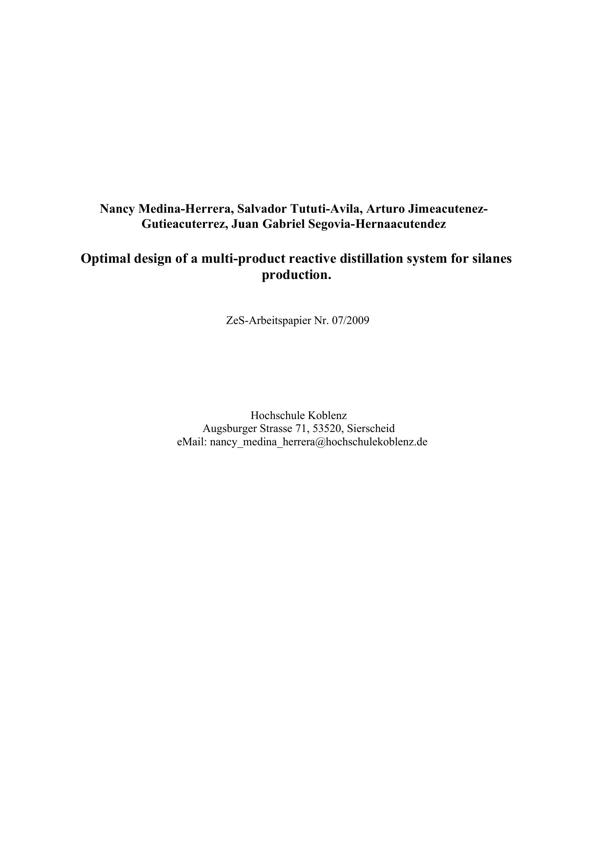 Nancy Medina-Herrera, Salvador Tututi-Avila, Arturo Jimeacutenez-
Gutieacuterrez, Juan Gabriel Segovia-Hernaacutendez
Optimal design of a multi-product reactive distillation system for silanes
production.
ZeS-Arbeitspapier Nr. 07/2009
Hochschule Koblenz
Augsburger Strasse 71, 53520, Sierscheid
eMail: nancy_medina_herrera@hochschulekoblenz.de